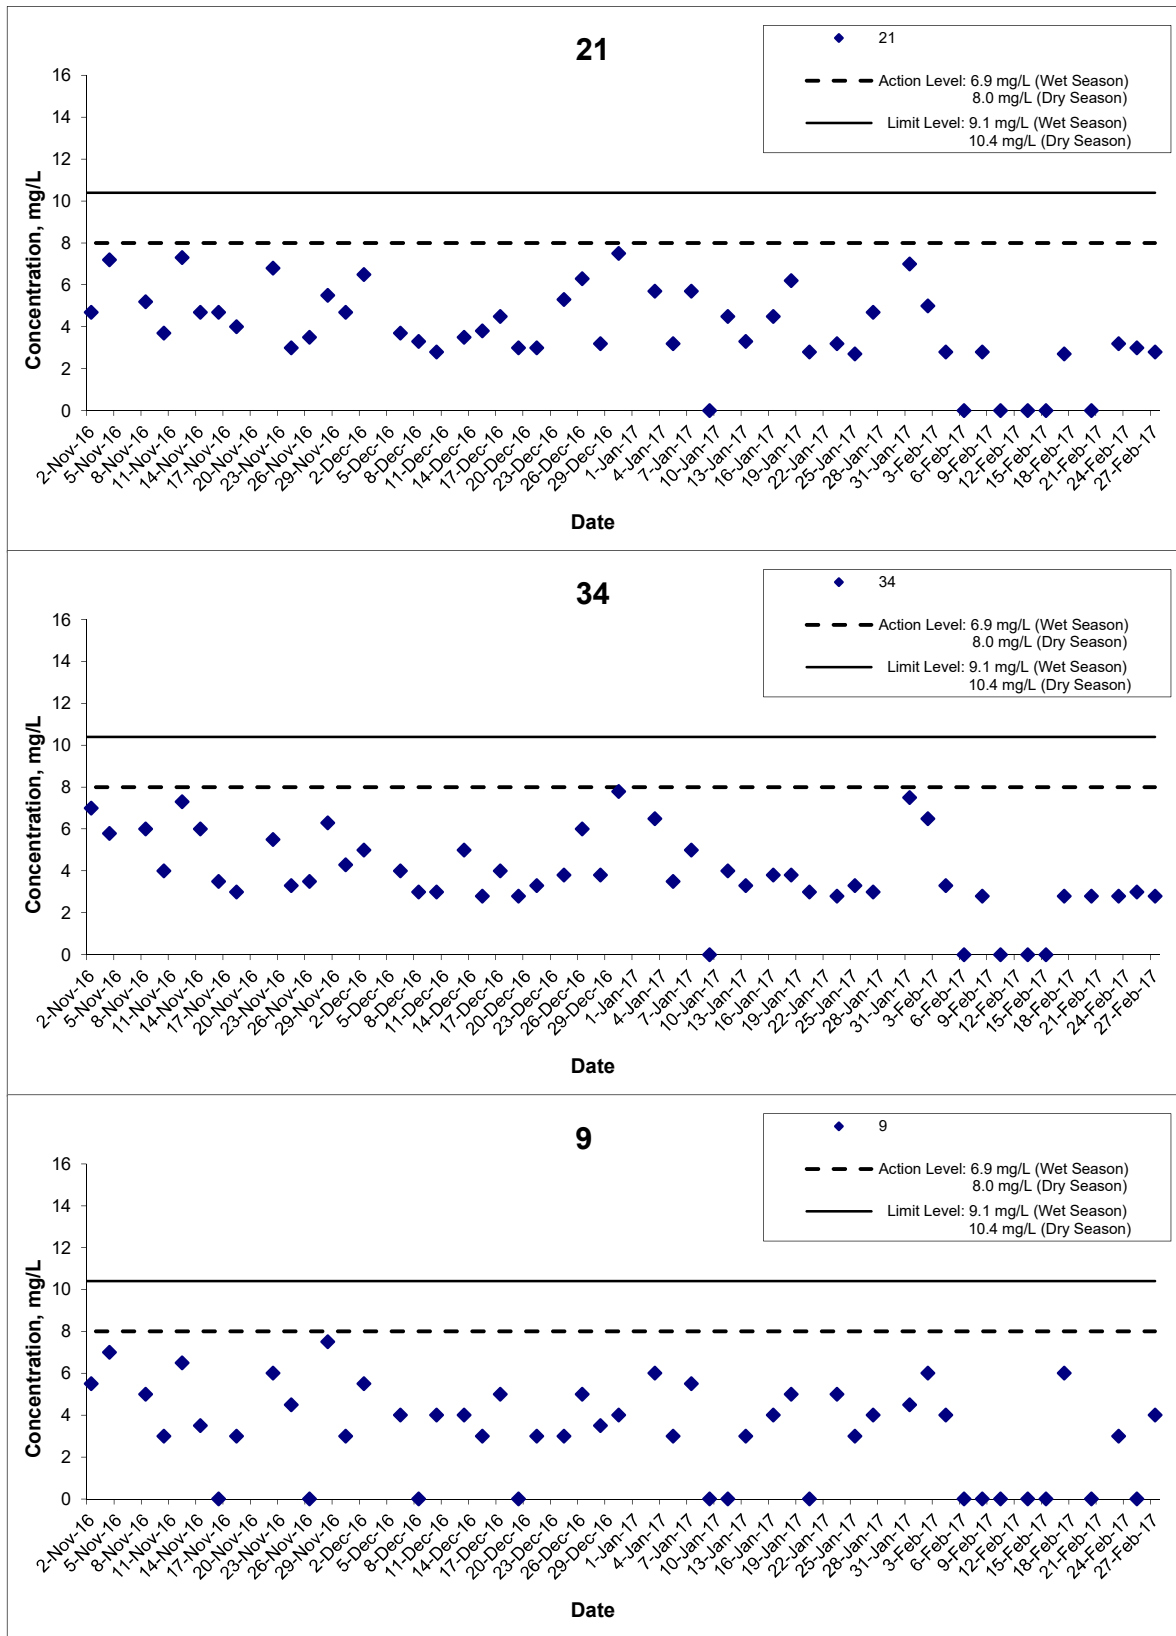 21
21
Action Level: 6.9 mg/L (Wet Season)
8.0 mg/L (Dry Season)
Limit Level: 9.1 mg/L (Wet Season)
10.4 mg/L (Dry Season)
Concentration, mg/L
16
14
12
10
8
6
4
2
0
2-Nov-16
5-Nov-16
8-Nov-16
11-Nov-16
14-Nov-16
17-Nov-16
20-Nov-16
23-Nov-16
26-Nov-16
29-Nov-16
2-Dec-16
5-Dec-16
8-Dec-16
11-Dec-16
14-Dec-16
17-Dec-16
20-Dec-16
23-Dec-16
26-Dec-16
29-Dec-16
1-Jan-17
4-Jan-17
7-Jan-17
10-Jan-17
13-Jan-17
16-Jan-17
19-Jan-17
22-Jan-17
25-Jan-17
28-Jan-17
31-Jan-17
3-Feb-17
6-Feb-17
9-Feb-17
12-Feb-17
15-Feb-17
18-Feb-17
21-Feb-17
24-Feb-17
27-Feb-17
Date
34
34
Action Level: 6.9 mg/L (Wet Season)
8.0 mg/L (Dry Season)
Limit Level: 9.1 mg/L (Wet Season)
10.4 mg/L (Dry Season)
Concentration, mg/L
16
14
12
10
8
6
4
2
0
2-Nov-16
5-Nov-16
8-Nov-16
11-Nov-16
14-Nov-16
17-Nov-16
20-Nov-16
23-Nov-16
26-Nov-16
29-Nov-16
2-Dec-16
5-Dec-16
8-Dec-16
11-Dec-16
14-Dec-16
17-Dec-16
20-Dec-16
23-Dec-16
26-Dec-16
29-Dec-16
1-Jan-17
4-Jan-17
7-Jan-17
10-Jan-17
13-Jan-17
16-Jan-17
19-Jan-17
22-Jan-17
25-Jan-17
28-Jan-17
31-Jan-17
3-Feb-17
6-Feb-17
9-Feb-17
12-Feb-17
15-Feb-17
18-Feb-17
21-Feb-17
24-Feb-17
27-Feb-17
Date
9
9
Action Level: 6.9 mg/L (Wet Season)
8.0 mg/L (Dry Season)
Limit Level: 9.1 mg/L (Wet Season)
10.4 mg/L (Dry Season)
Concentration, mg/L
16
14
12
10
8
6
4
2
0
2-Nov-16
5-Nov-16
8-Nov-16
11-Nov-16
14-Nov-16
17-Nov-16
20-Nov-16
23-Nov-16
26-Nov-16
29-Nov-16
2-Dec-16
5-Dec-16
8-Dec-16
11-Dec-16
14-Dec-16
17-Dec-16
20-Dec-16
23-Dec-16
26-Dec-16
29-Dec-16
1-Jan-17
4-Jan-17
7-Jan-17
10-Jan-17
13-Jan-17
16-Jan-17
19-Jan-17
22-Jan-17
25-Jan-17
28-Jan-17
31-Jan-17
3-Feb-17
6-Feb-17
9-Feb-17
12-Feb-17
15-Feb-17
18-Feb-17
21-Feb-17
24-Feb-17
27-Feb-17
Date